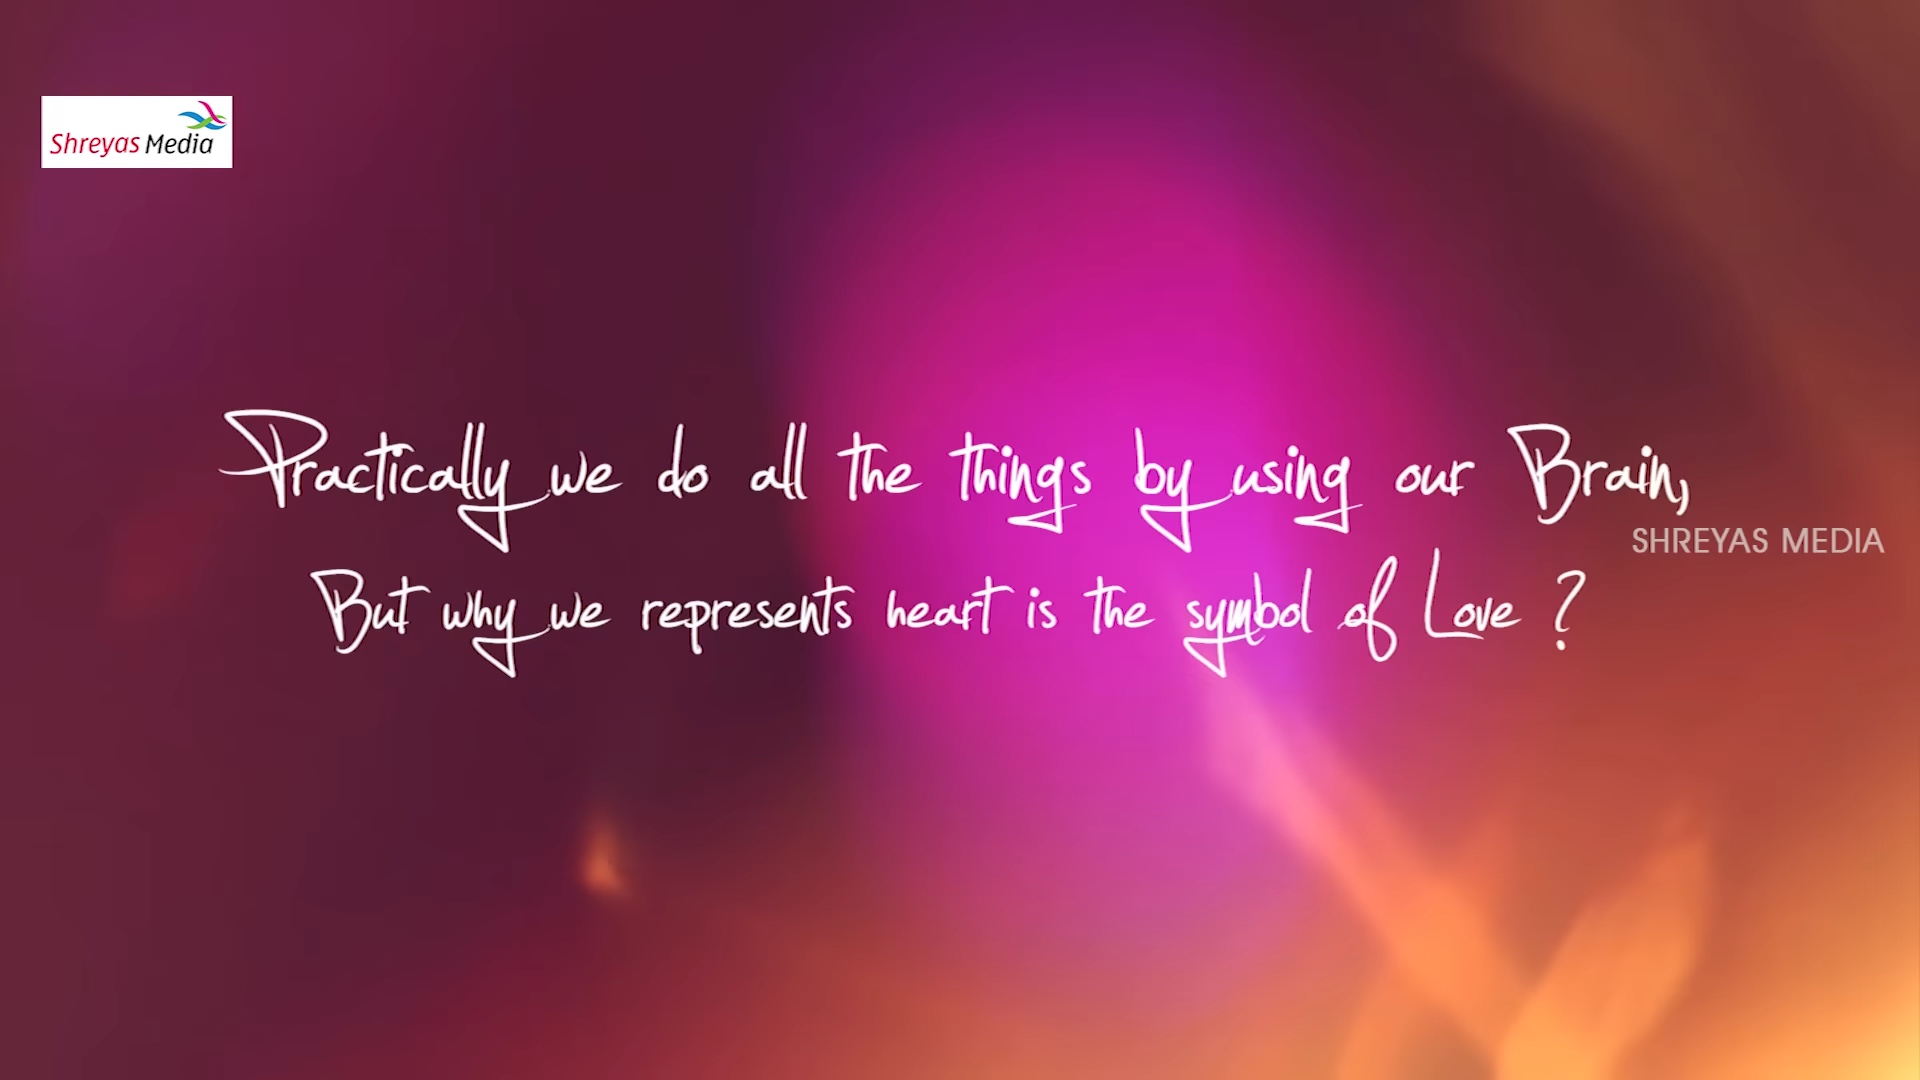 Shreyas Media
Practically we do all the things by using our Brain,
SHREYAS MEDIA
But why we represents heart is the symbol of Love ?